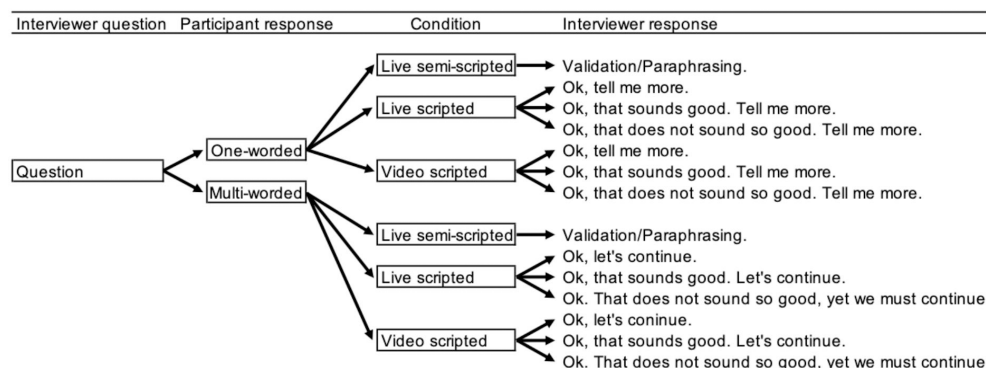 Interviewer question Participant response Condition Interviewer response
Live semi-scripted Validation/Paraphrasing.
Ok, tell me more.
Live scripted Ok, that sounds good. Tell me more.
Ok, that does not sound so good. Tell me more.
One-worded Ok, tell me more.
Question Video scripted Ok, that sounds good. Tell me more.
Multi-worded Ok, that does not sound so good. Tell me more.
Live semi-scripted Validation/Paraphrasing.
Ok, let's continue.
Live scripted Ok, that sounds good. Let's continue.
Ok. That does not sound so good, yet we must continue
Ok, let's coninue.
Video scripted Ok, that sounds good. Let's continue.
Ok. That does not sound so good, yet we must continue